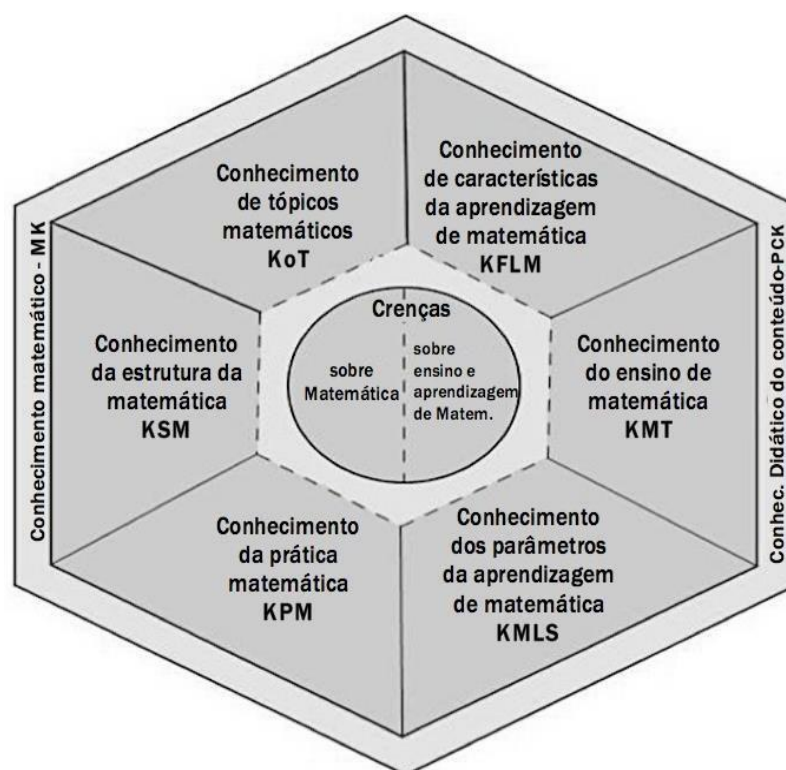 Conhecimento matemático - MK
Conhecimento
de tópicos
matemáticos
KoT
Conhecimento
de características
da aprendizagem
de matemática
KFLM
Conhecimento
da estrutura da
matemática
KSM
Crenças
sobre
Matemática
sobre
ensino e
aprendizagem
de Matem.
Conhecimento
do ensino de
matemática
KMT
Conhecimento
da prática
matemática
KPM
Conhecimento
dos parâmetros
da aprendizagem
de matemática
KMLS
Conhec. Didático do conteúdo-PCK